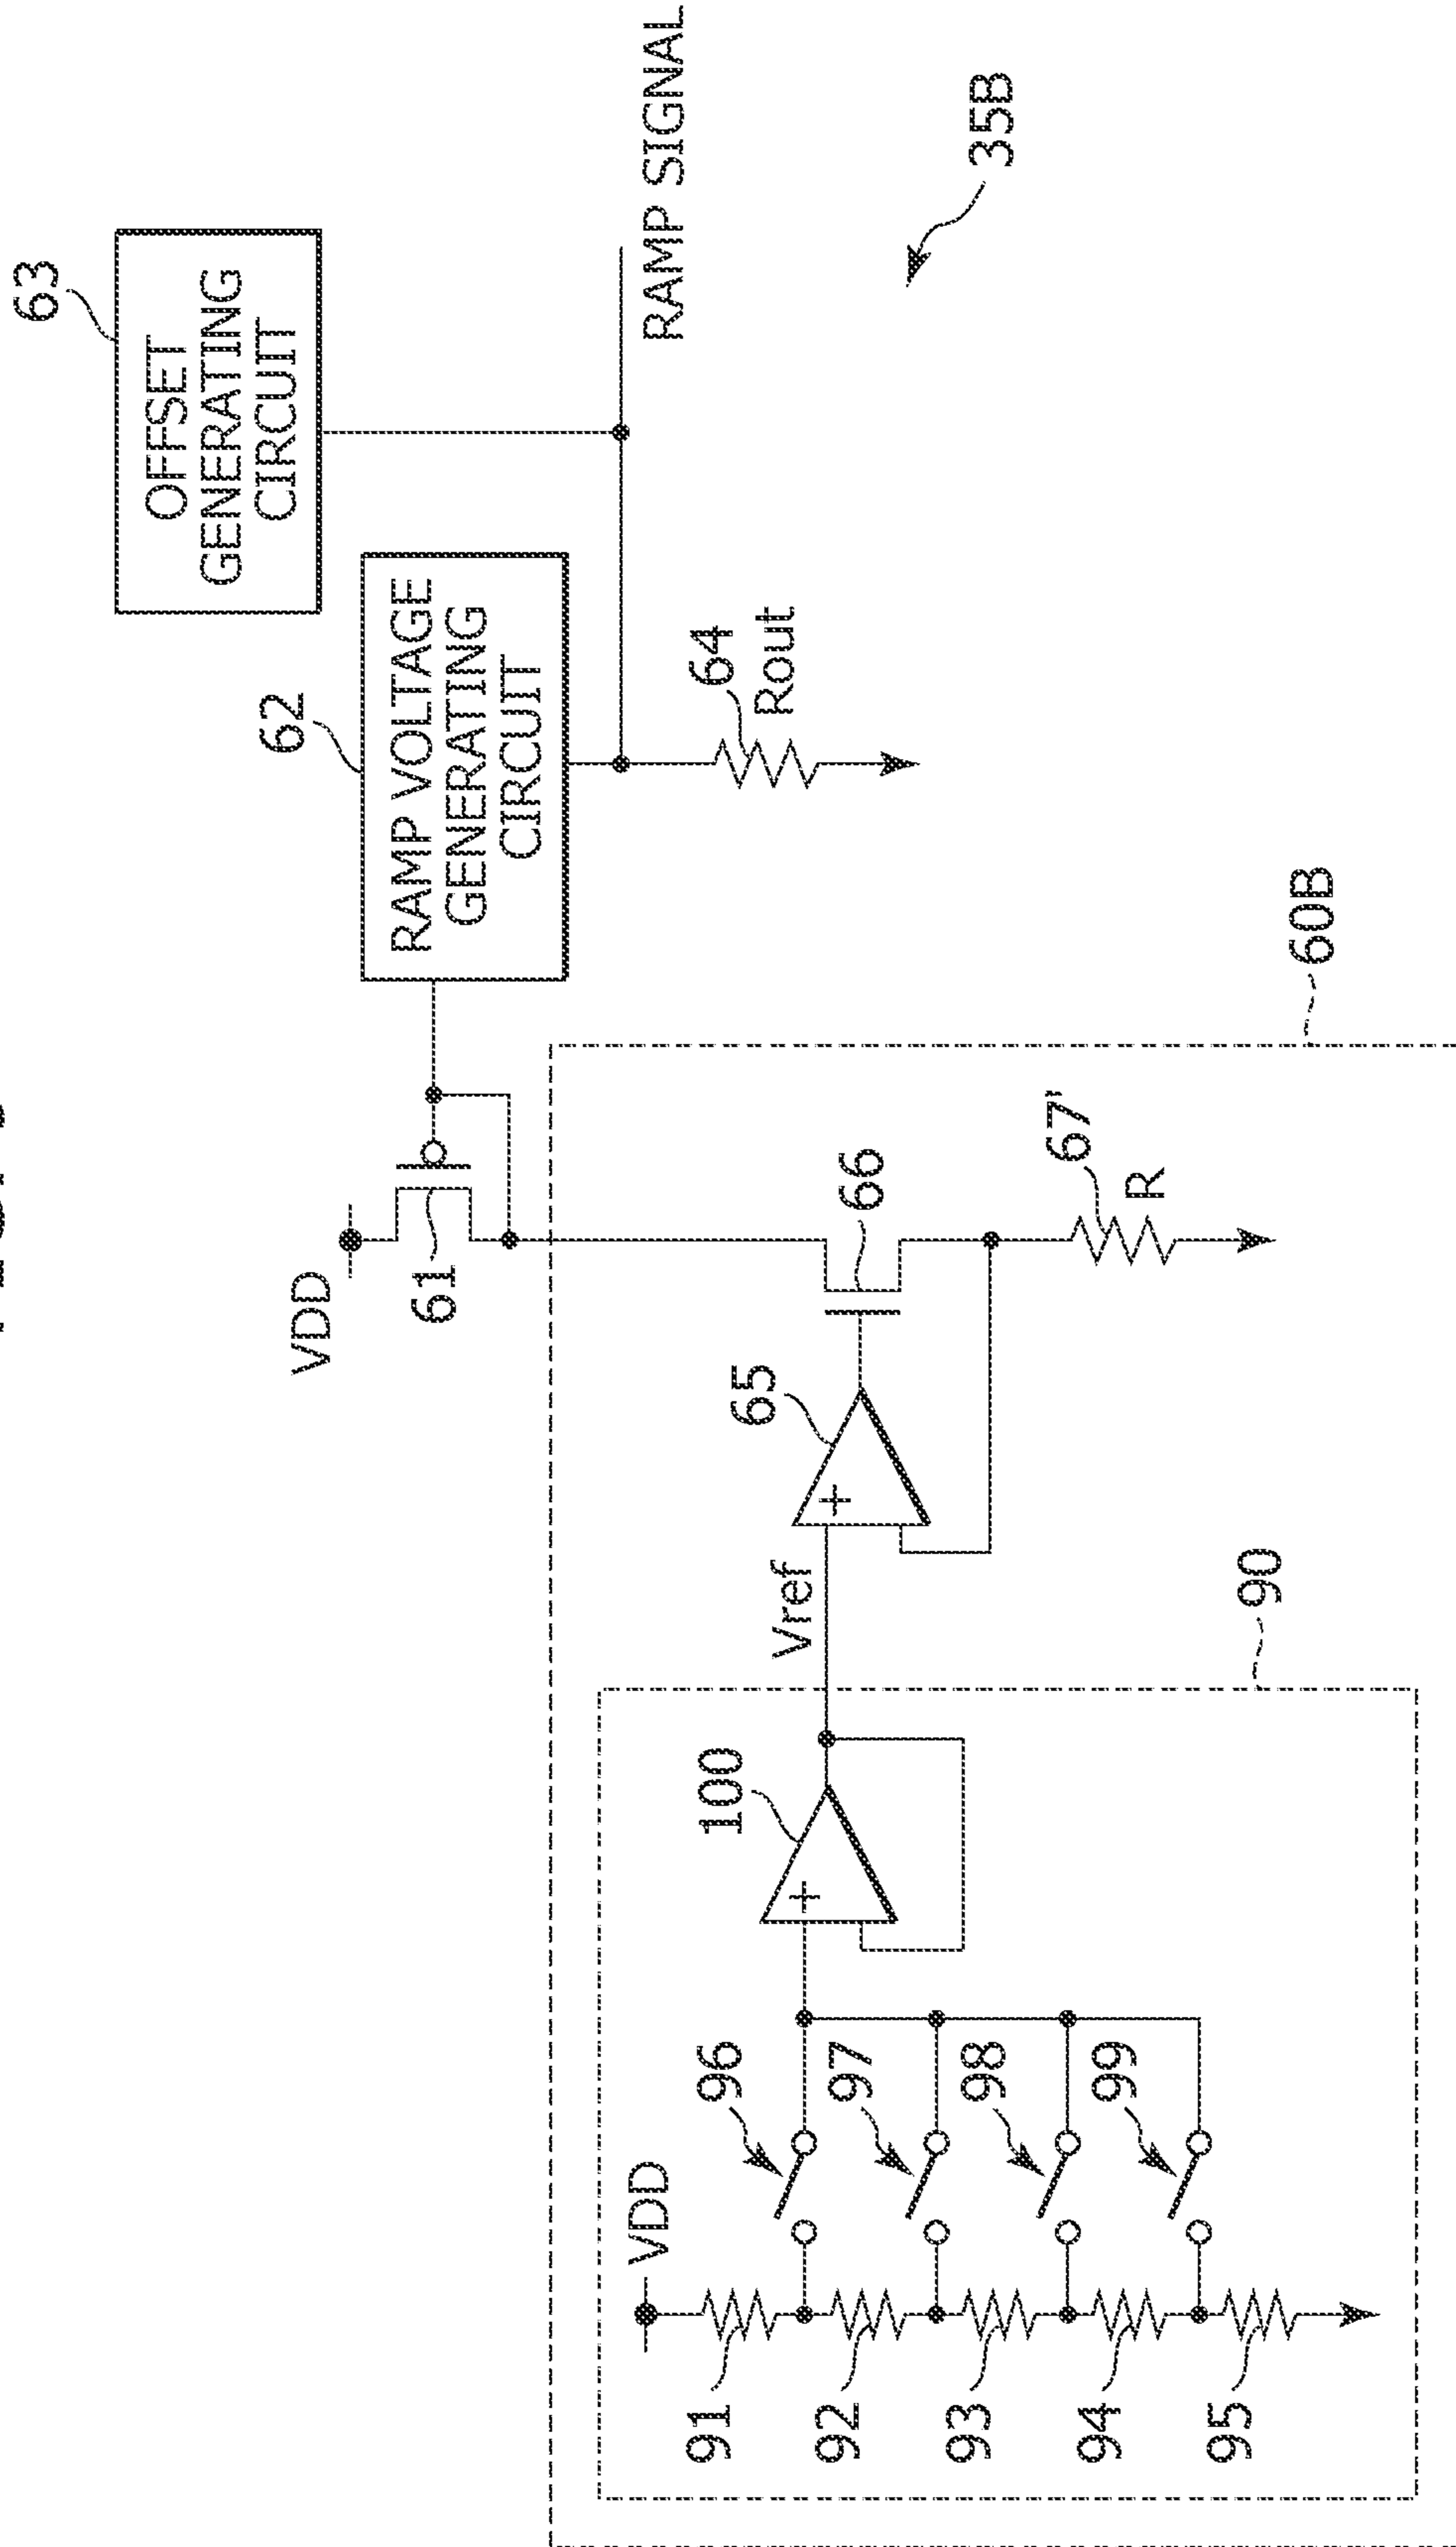 63
OFFSET
GENERATING
CIRCUIT
62
RAMP VOLTAGE
GENERATING
CIRCUIT
RAMP SIGNAL
64
Rout
35B
VDD
61
60B
66
65
67'
R
Vref
90
100
VDD
96
97
98
99
91
92
93
94
95
+
+